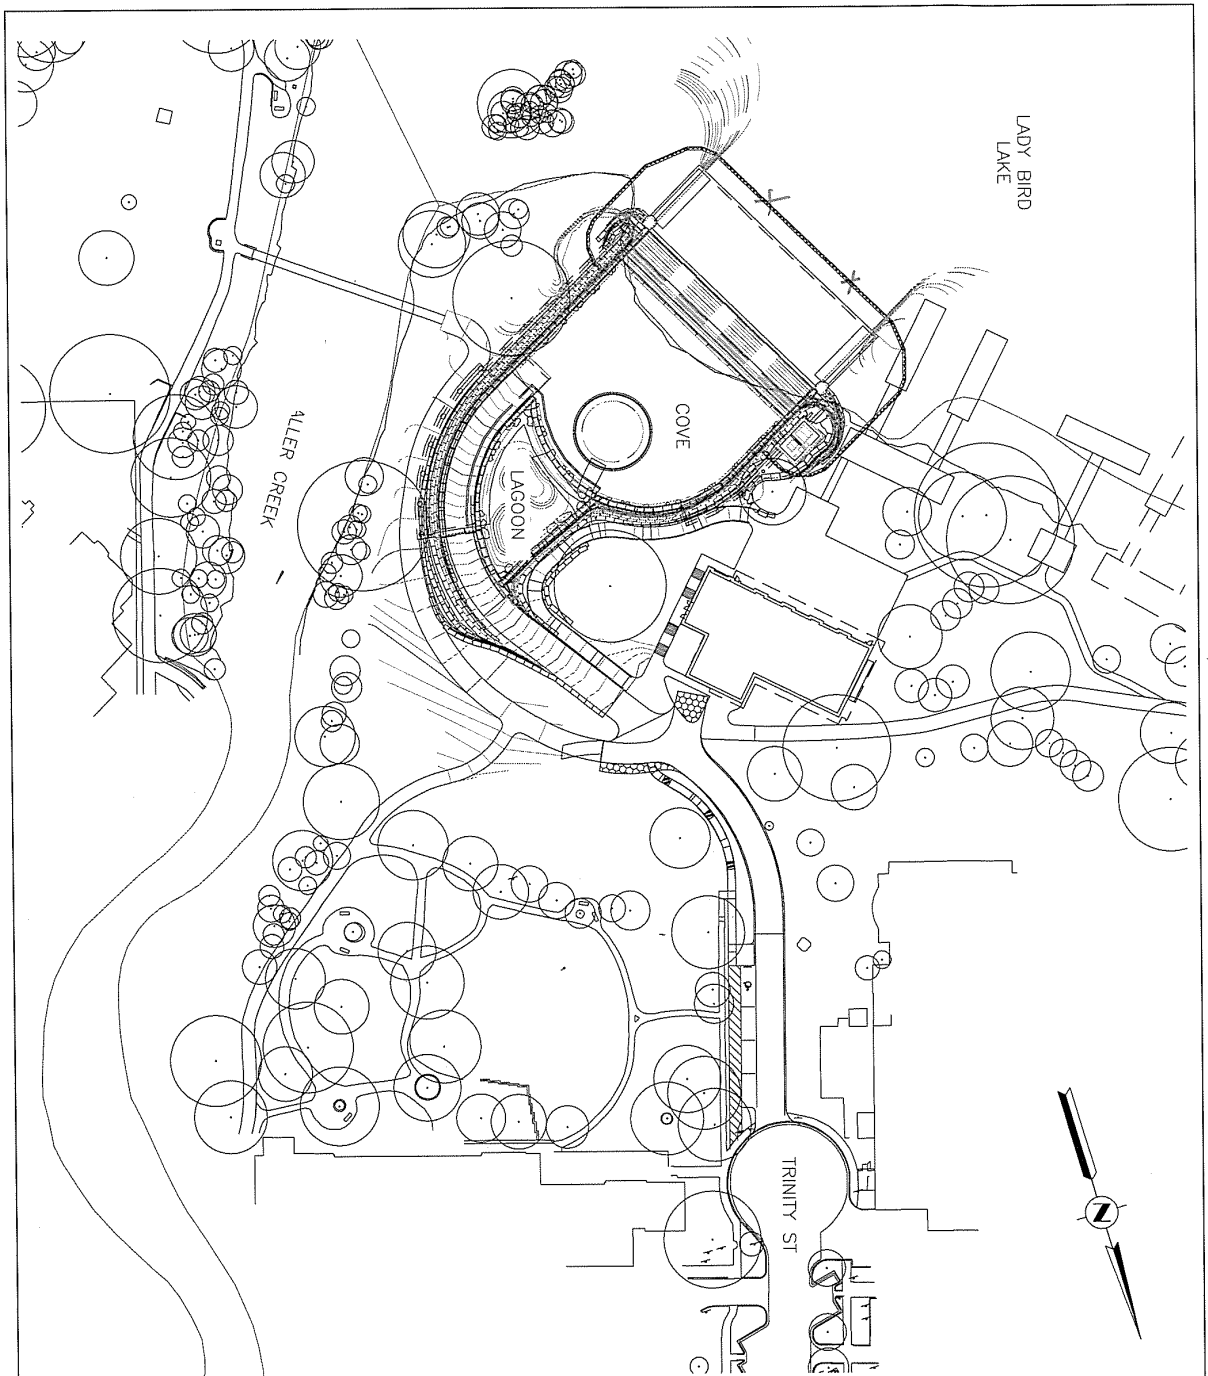 LADY BIRD
LAKE
COVE
LAGOON
ALLER CREEK
TRINITY ST
N